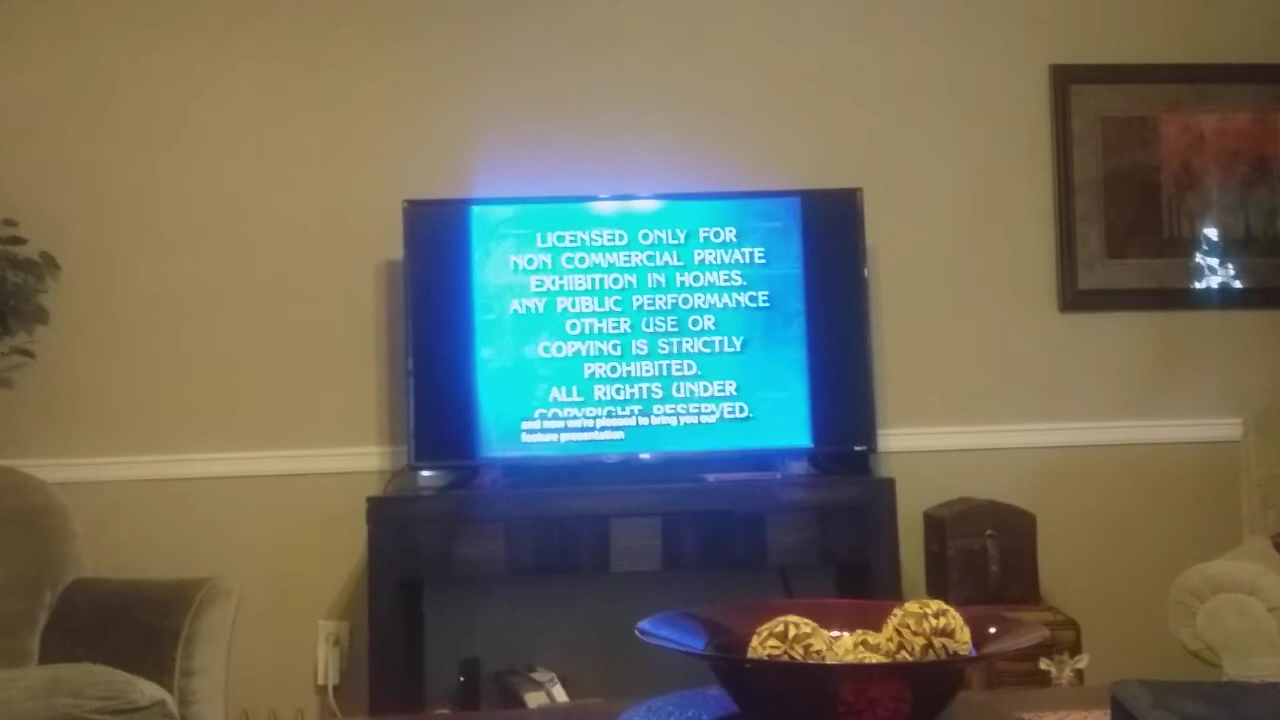 LICENSED ONLY FOR
NON COMMERCIAL PRIVATE
EXHIBITION IN HOMES.
ANY PUBLIC PERFORMANCE
OTHER USE OR
COPYING IS STRICTLY
PROHIBITED.
ALL RIGHTS UNDER
COPYRIGHT RESERVED.
and now we're pleased to bring you our
feature presentation